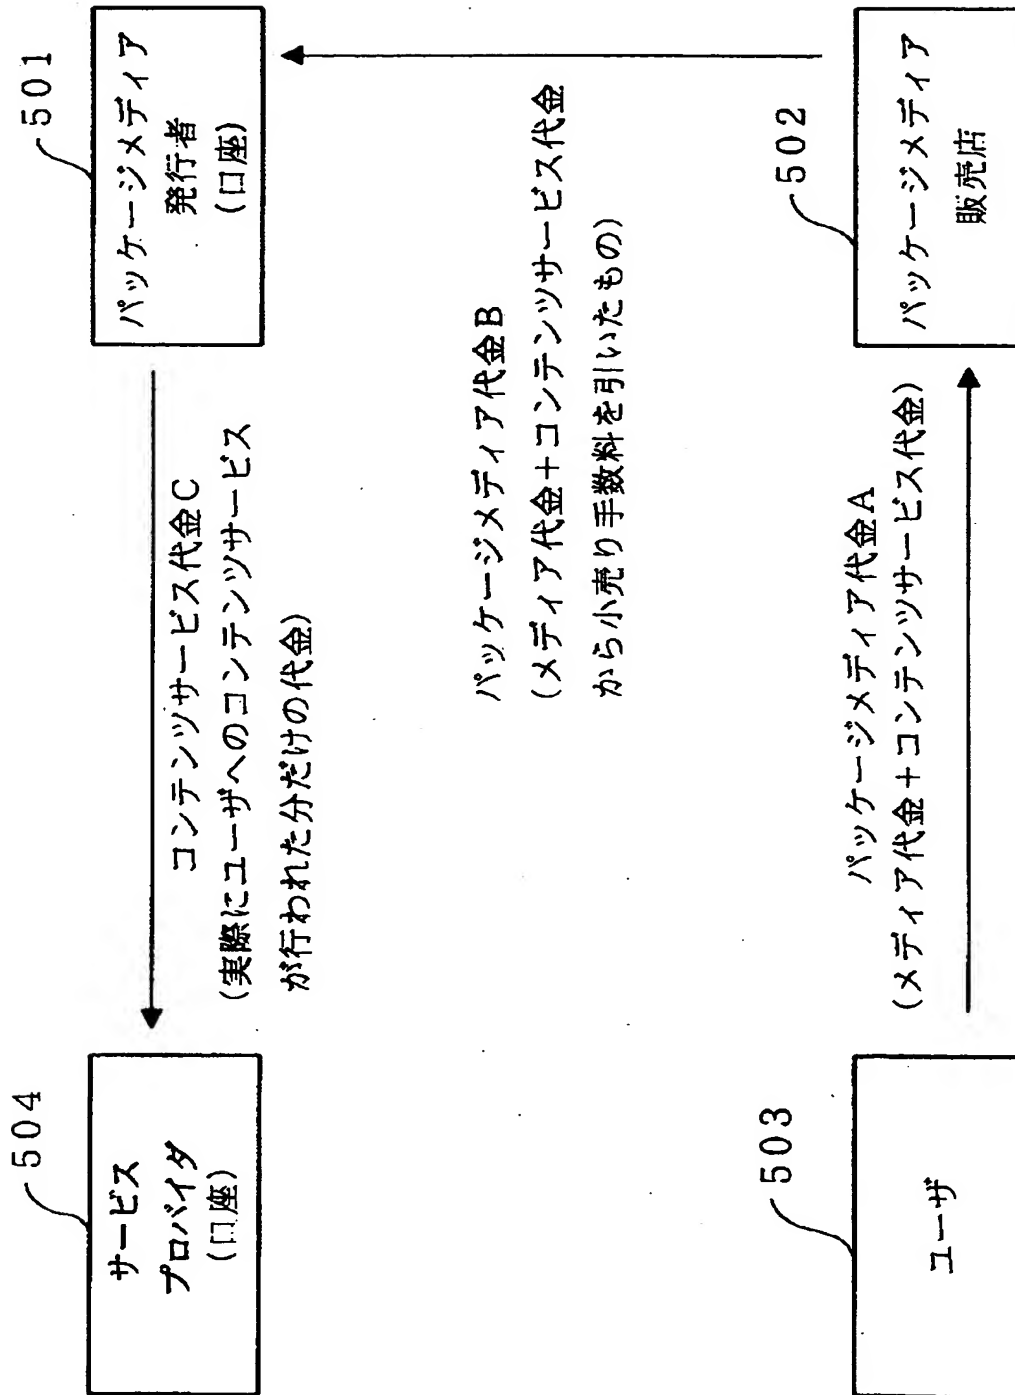 504
サービス
プロバイダ
(口座)
コンテンツサービス代金C
(実際にユーザへのコンテンツサービス
が行われた分だけの代金)
501
パッケージメディア
発行者
(口座)
パッケージメディア代金B
(メディア代金+コンテンツサービス代金
から小売り手数料を引いたもの)
503
ユーザ
パッケージメディア代金A
(メディア代金+コンテンツサービス代金)
502
パッケージメディア
販売店